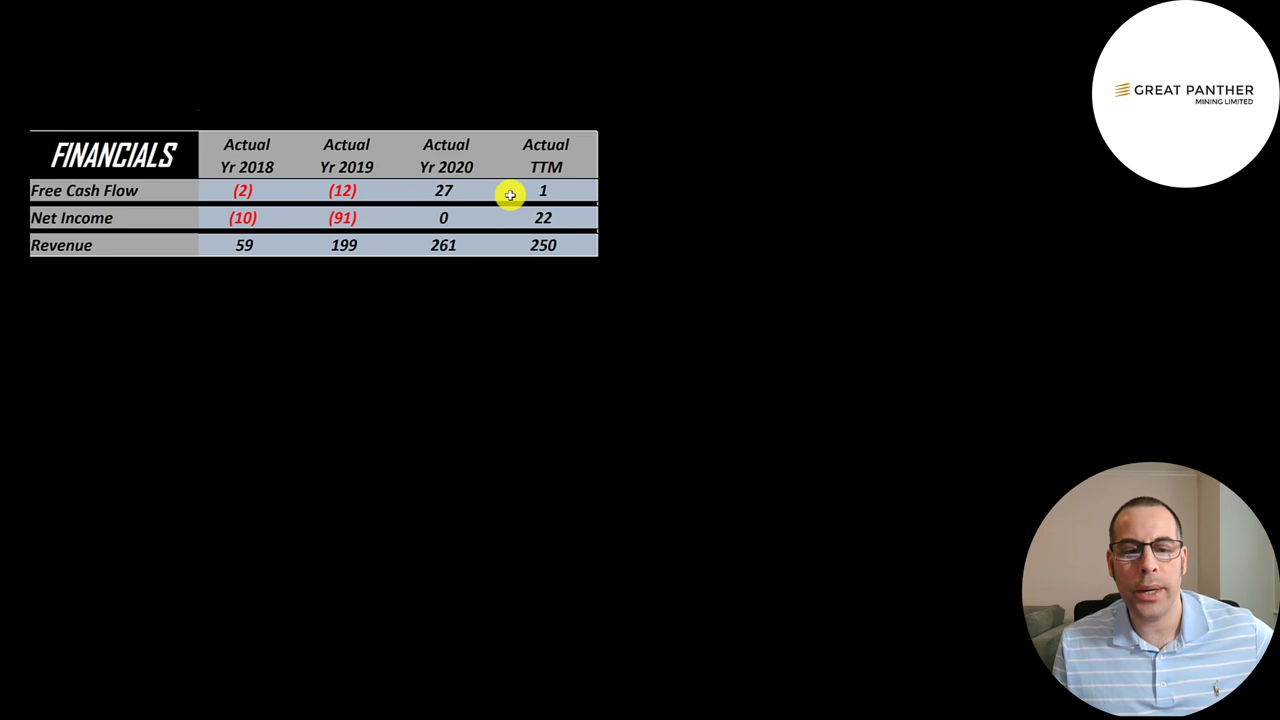 GREAT PANTHER
MINING LIMITED
FINANCIALS Actual Yr 2018 Actual Yr 2019 Actual Yr 2020 Actual TTM
Free Cash Flow (2) (12) 27 1
Net Income (10) (91) 0 22
Revenue 59 199 261 250